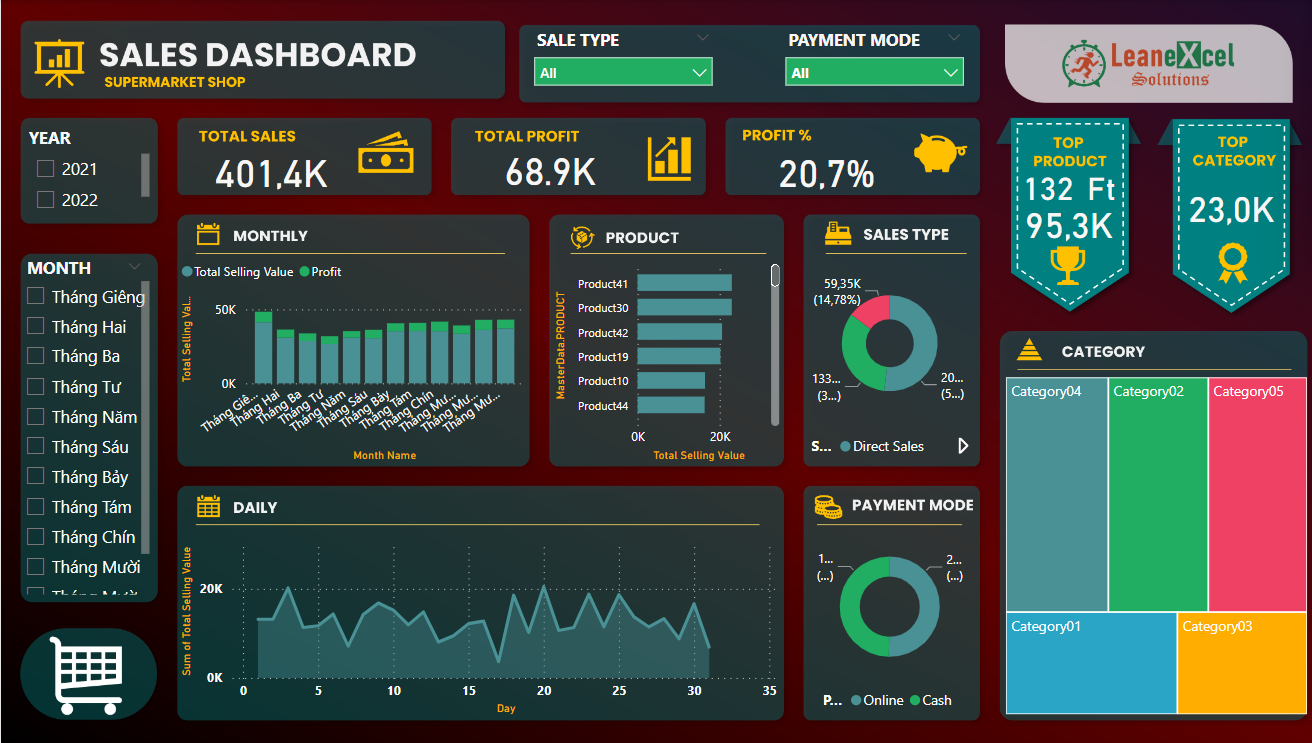 SALES DASHBOARD
SUPERMARKET SHOP
SALE TYPE
All
PAYMENT MODE
All
LeaneXcel
Solutions
YEAR
2021
2022
TOTAL SALES
401,4K
TOTAL PROFIT
68.9K
PROFIT %
20,7%
TOP
PRODUCT
132 Ft
95,3K
TOP
CATEGORY
23,0K
MONTH
Tháng Giêng
Tháng Hai
Tháng Ba
Tháng Tư
Tháng Năm
Tháng Sáu
Tháng Bảy
Tháng Tám
Tháng Chín
Tháng Mười
MONTHLY
Total Selling Value
Profit
Total Selling Val...
50K
0K
Tháng Giê...
Tháng Hai
Tháng Ba
Tháng Tư
Tháng Năm
Tháng Sáu
Tháng Bảy
Tháng Tám
Tháng Chín
Tháng Mư...
Tháng Mư...
Tháng Mư...
Month Name
PRODUCT
MasterData.PRODUCT
Product41
Product30
Product42
Product19
Product10
Product44
0K
20K
Total Selling Value
SALES TYPE
59,35K
(14,78%)
133...
(3...)
20...
(5...)
S...
Direct Sales
CATEGORY
Category04
Category02
Category05
Category01
Category03
DAILY
Sum of Total Selling Value
20K
0K
0
5
10
15
20
25
30
35
Day
PAYMENT MODE
1...
(...)
2...
(...)
P...
Online
Cash